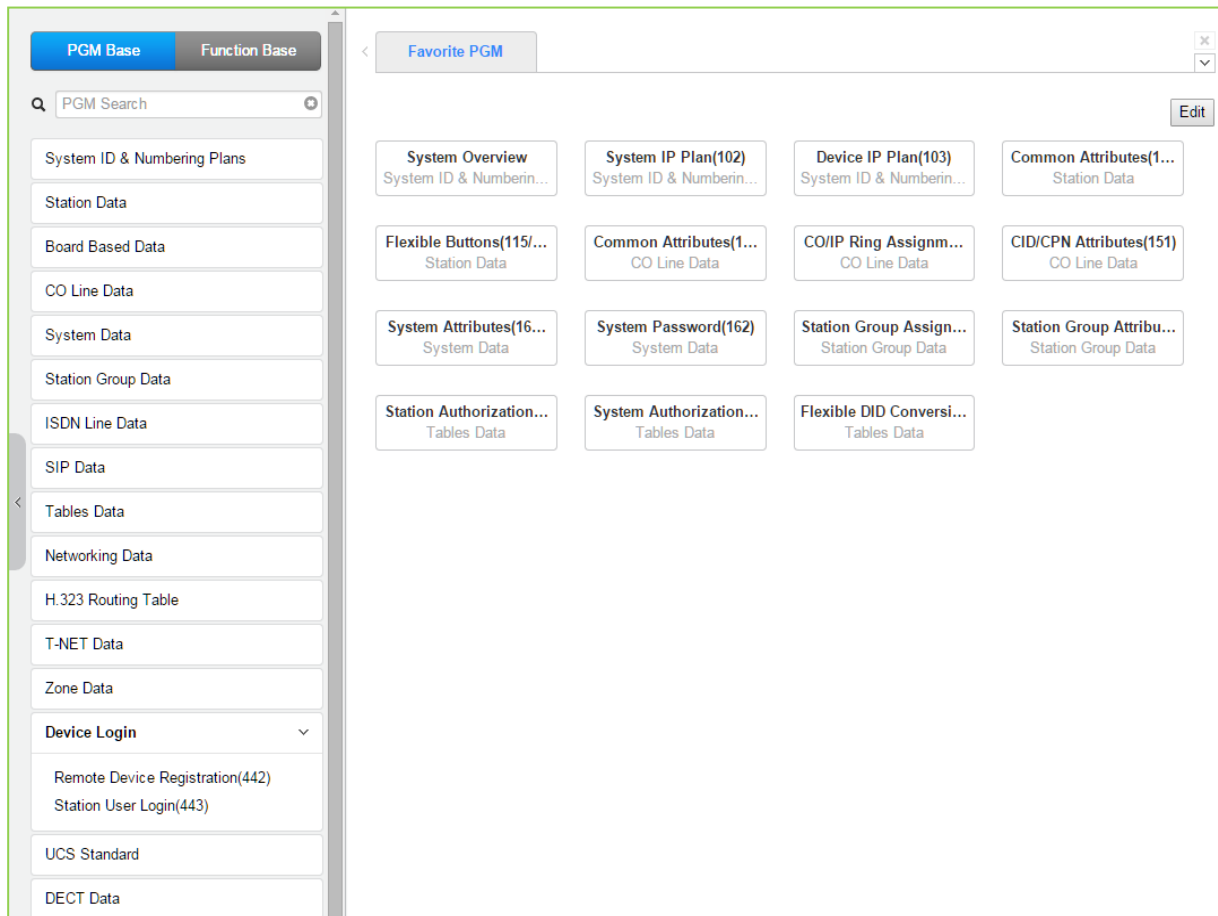 PGM Base
Function Base
PGM Search
System ID & Numbering Plans
Station Data
Board Based Data
CO Line Data
System Data
Station Group Data
ISDN Line Data
SIP Data
Tables Data
Networking Data
H.323 Routing Table
T-NET Data
Zone Data
Device Login
Remote Device Registration(442)
Station User Login(443)
UCS Standard
DECT Data
Favorite PGM
Edit
System Overview
System ID & Numberin...
System IP Plan(102)
System ID & Numberin...
Device IP Plan(103)
System ID & Numberin...
Common Attributes(1...
Station Data
Flexible Buttons(115/...
Station Data
Common Attributes(1...
CO Line Data
CO/IP Ring Assignm...
CO Line Data
CID/CPN Attributes(151)
CO Line Data
System Attributes(16...
System Data
System Password(162)
System Data
Station Group Assign...
Station Group Data
Station Group Attribu...
Station Group Data
Station Authorization...
Tables Data
System Authorization...
Tables Data
Flexible DID Conversi...
Tables Data